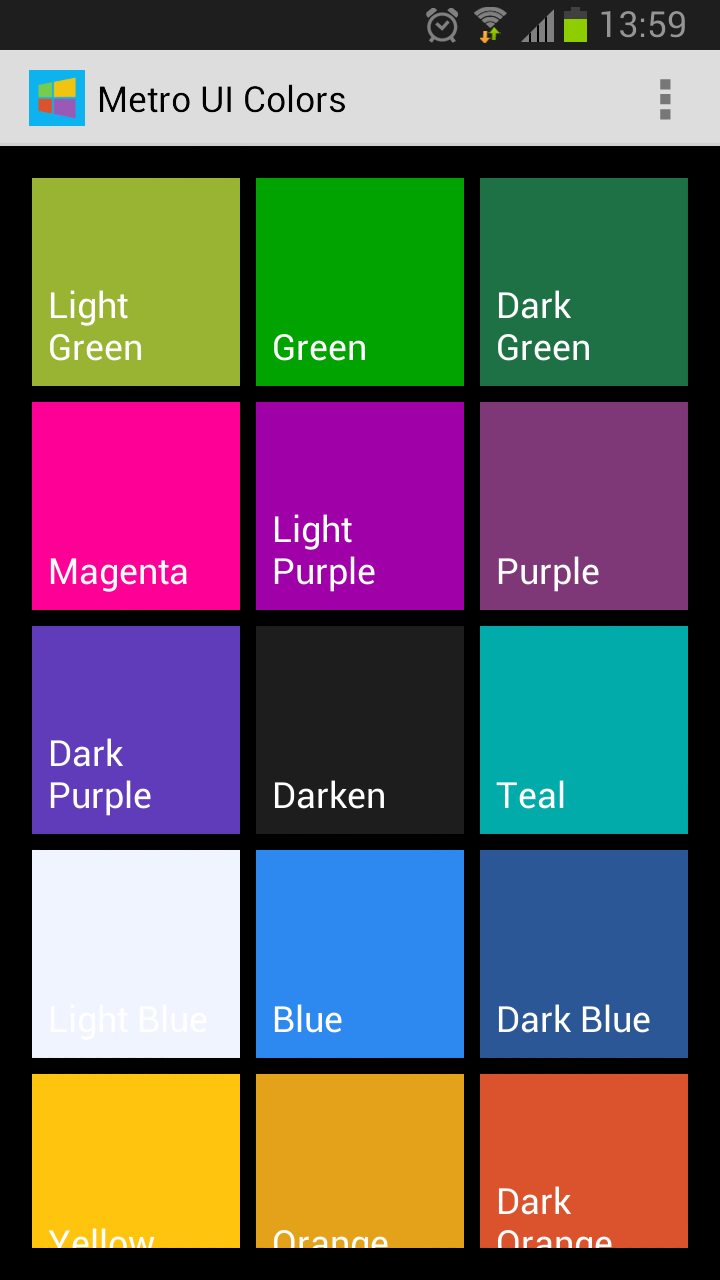 13:59
Metro UI Colors
Light
Green
Green
Dark
Green
Magenta
Light
Purple
Purple
Dark
Purple
Darken
Teal
Light Blue
Blue
Dark Blue
Yellow
Orange
Dark
Orange